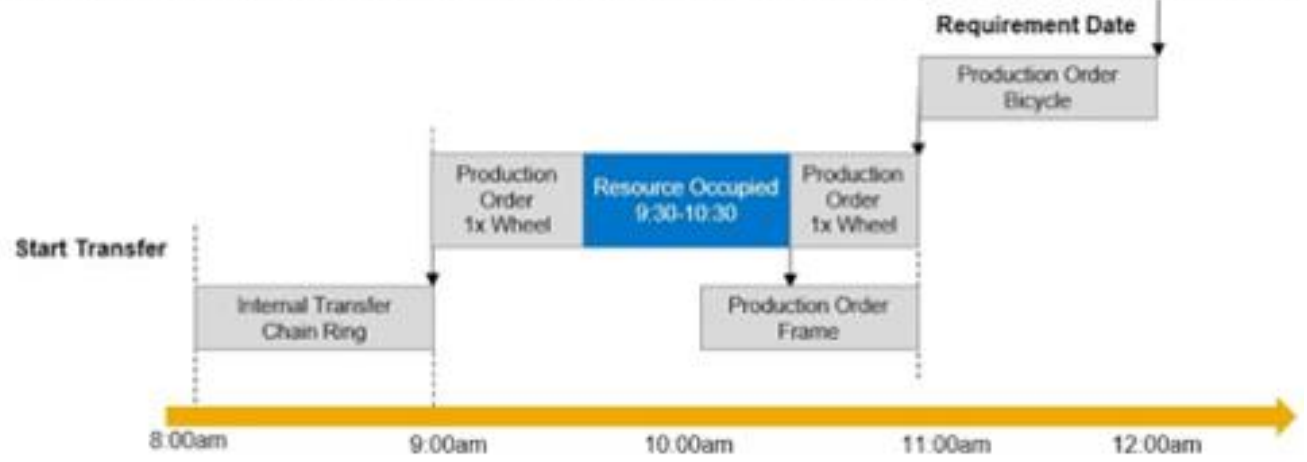 Requirement Date
Production Order
Bicycle
Production
Order
1x Wheel
Resource Occupied
9:30-10:30
Production
Order
1x Wheel
Start Transfer
Internal Transfer
Chain Ring
Production Order
Frame
8:00am
9:00am
10.00am
11:00am
12.00am